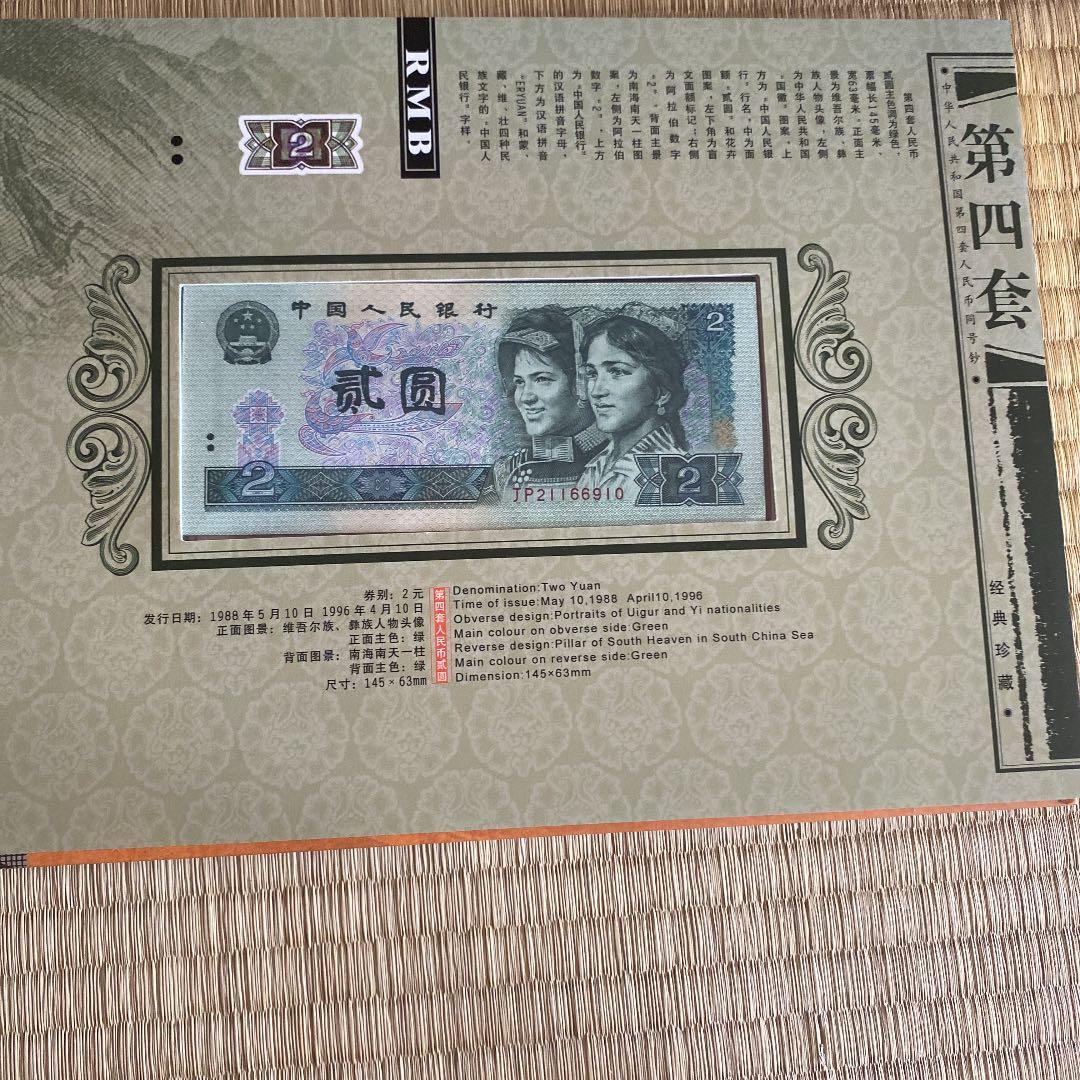 RMB
第四套人民币
贰圆主色调为绿色，
票幅长145毫米、
宽63毫米。正面主
景为维吾尔族、彝
族人物头像，左侧
为中华人民共和国
“国徽”图案，上
方为“中国人民银
行”行名，中为面
额“贰圆”和花卉
图案，左下角为盲
文面额标记；右侧
为阿拉伯数字
“2”。背面主景
为南海南天一柱图
案，左侧为阿拉伯
数字“2”，上方
为“中国人民银行”
的汉语拼音字母，
下方为汉语拼音
“ERYUAN”和蒙、
藏、维、壮四种民
族文字的“中国人
民银行”字样。
第四套
中华人民共和国第四套人民币同号钞
经典珍藏
2
中国人民银行
贰圆
2
2
2
JP21166910
券别：2元
发行日期：1988年5月10日 1996年4月10日
正面图景：维吾尔族、彝族人物头像
正面主色：绿
背面图景：南海南天一柱
背面主色：绿
尺寸：145×63mm
第四套人民币贰圆
Denomination:Two Yuan
Time of issue:May 10,1988 April10,1996
Obverse design:Portraits of Uigur and Yi nationalities
Main colour on obverse side:Green
Reverse design:Pillar of South Heaven in South China Sea
Main colour on reverse side:Green
Dimension:145×63mm